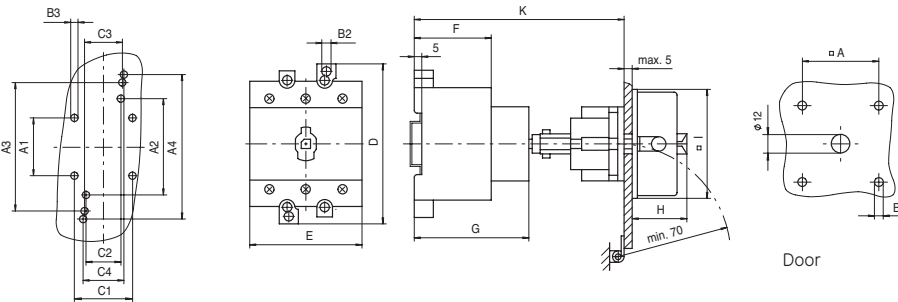 B3
C3
A3
A1
A2
A4
C2
C4
C1
B2
D
E
K
F
5
max. 5
G
H
□ I
min. 70
□ A
Ø 12
B
Door